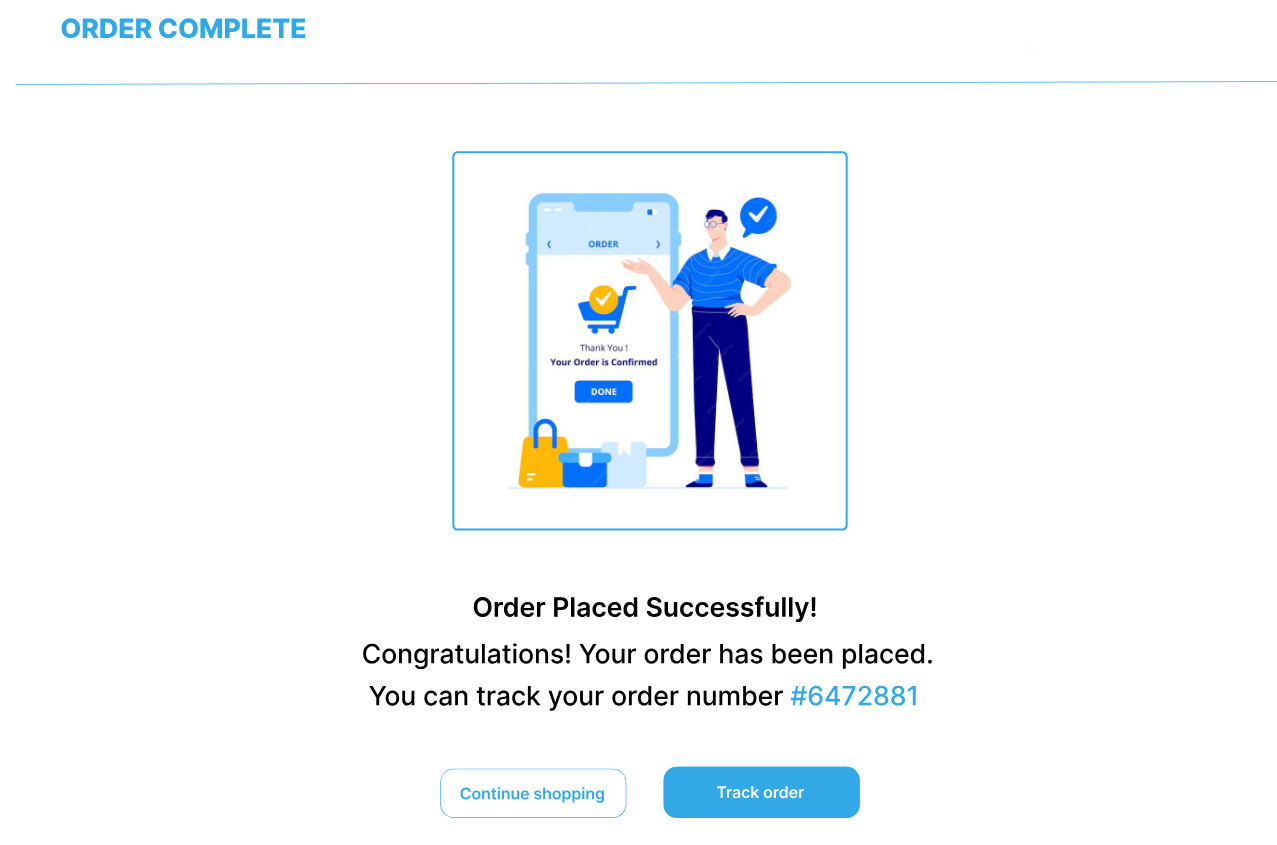 ORDER COMPLETE
ORDER
Thank You !
Your Order is Confirmed
DONE
Order Placed Successfully!
Congratulations! Your order has been placed.
You can track your order number #6472881
Continue shopping
Track order